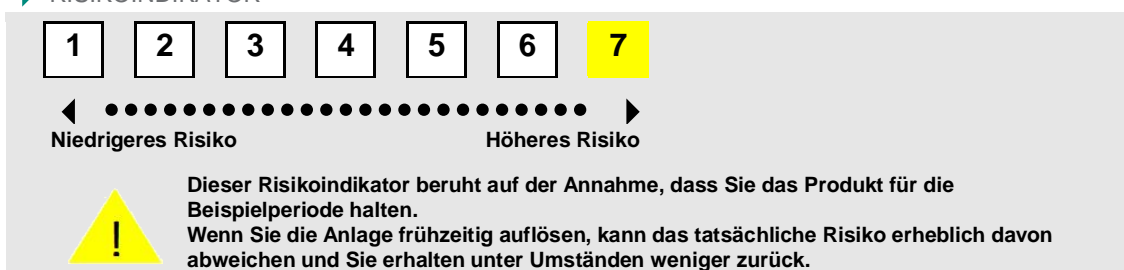 RISIKOINDIKATOR
1 2 3 4 5 6 7
Niedrigeres Risiko Höheres Risiko
Dieser Risikoindikator beruht auf der Annahme, dass Sie das Produkt für die
Beispielperiode halten.
! Wenn Sie die Anlage frühzeitig auflösen, kann das tatsächliche Risiko erheblich davon
abweichen und Sie erhalten unter Umständen weniger zurück.